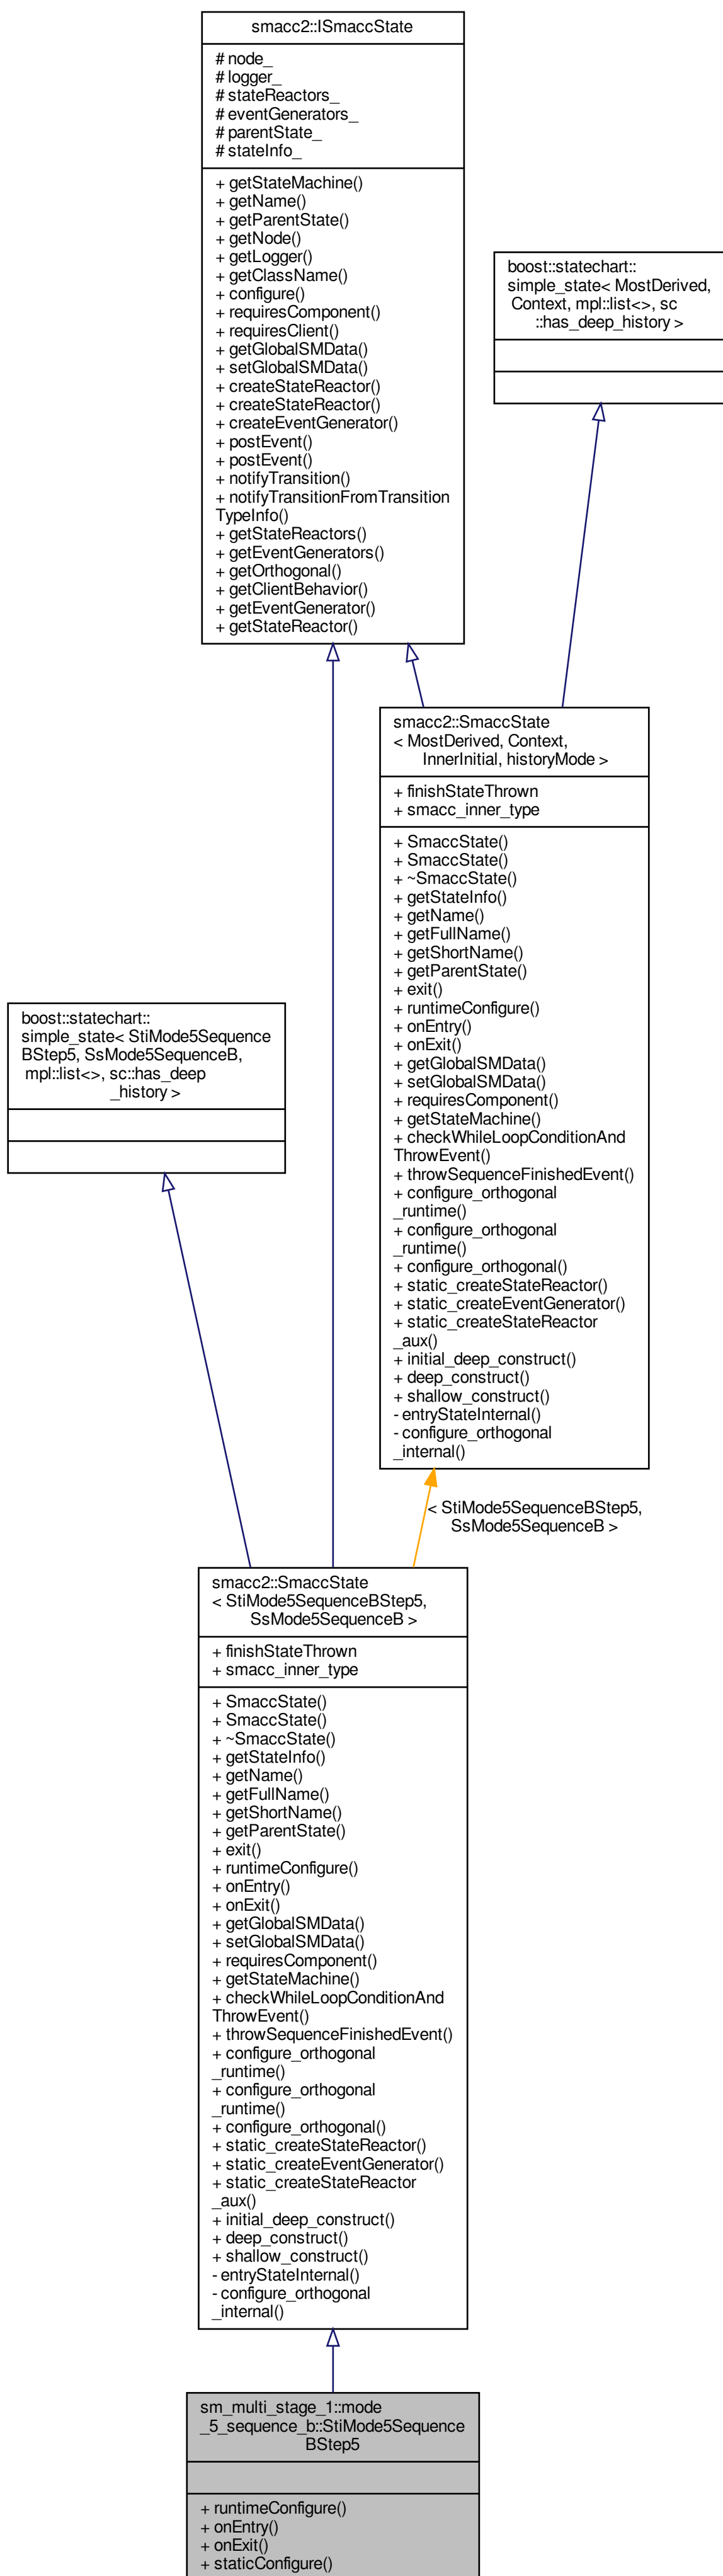 smacc2::ISmaccState
# node_
# logger_
# stateReactors_
# eventGenerators_
# parentState_
# stateInfo_
+ getStateMachine()
+ getName()
+ getParentState()
+ getNode()
+ getLogger()
+ getClassName()
+ configure()
+ requiresComponent()
+ requiresClient()
+ getGlobalSMData()
+ setGlobalSMData()
+ createStateReactor()
+ createStateReactor()
+ createEventGenerator()
+ postEvent()
+ postEvent()
+ notifyTransition()
+ notifyTransitionFromTransition
TypeInfo()
+ getStateReactors()
+ getEventGenerators()
+ getOrthogonal()
+ getClientBehavior()
+ getEventGenerator()
+ getStateReactor()
boost::statechart::
simple_state< MostDerived,
Context, mpl::list<>, sc
::has_deep_history >
smacc2::SmaccState
< MostDerived, Context,
InnerInitial, historyMode >
+ finishStateThrown
+ smacc_inner_type
+ SmaccState()
+ SmaccState()
+ ~SmaccState()
+ getStateInfo()
+ getName()
+ getFullName()
+ getShortName()
+ getParentState()
+ exit()
+ runtimeConfigure()
+ onEntry()
+ onExit()
+ getGlobalSMData()
+ setGlobalSMData()
+ requiresComponent()
+ getStateMachine()
+ checkWhileLoopConditionAnd
ThrowEvent()
+ throwSequenceFinishedEvent()
+ configure_orthogonal
_runtime()
+ configure_orthogonal
_runtime()
+ configure_orthogonal()
+ static_createStateReactor()
+ static_createEventGenerator()
+ static_createStateReactor
_aux()
+ initial_deep_construct()
+ deep_construct()
+ shallow_construct()
- entryStateInternal()
- configure_orthogonal
_internal()
boost::statechart::
simple_state< StiMode5Sequence
BStep5, SsMode5SequenceB,
mpl::list<>, sc::has_deep
_history >
< StiMode5SequenceBStep5,
SsMode5SequenceB >
smacc2::SmaccState
< StiMode5SequenceBStep5,
SsMode5SequenceB >
+ finishStateThrown
+ smacc_inner_type
+ SmaccState()
+ SmaccState()
+ ~SmaccState()
+ getStateInfo()
+ getName()
+ getFullName()
+ getShortName()
+ getParentState()
+ exit()
+ runtimeConfigure()
+ onEntry()
+ onExit()
+ getGlobalSMData()
+ setGlobalSMData()
+ requiresComponent()
+ getStateMachine()
+ checkWhileLoopConditionAnd
ThrowEvent()
+ throwSequenceFinishedEvent()
+ configure_orthogonal
_runtime()
+ configure_orthogonal
_runtime()
+ configure_orthogonal()
+ static_createStateReactor()
+ static_createEventGenerator()
+ static_createStateReactor
_aux()
+ initial_deep_construct()
+ deep_construct()
+ shallow_construct()
- entryStateInternal()
- configure_orthogonal
_internal()
sm_multi_stage_1::mode
_5_sequence_b::StiMode5Sequence
BStep5
+ runtimeConfigure()
+ onEntry()
+ onExit()
+ staticConfigure()